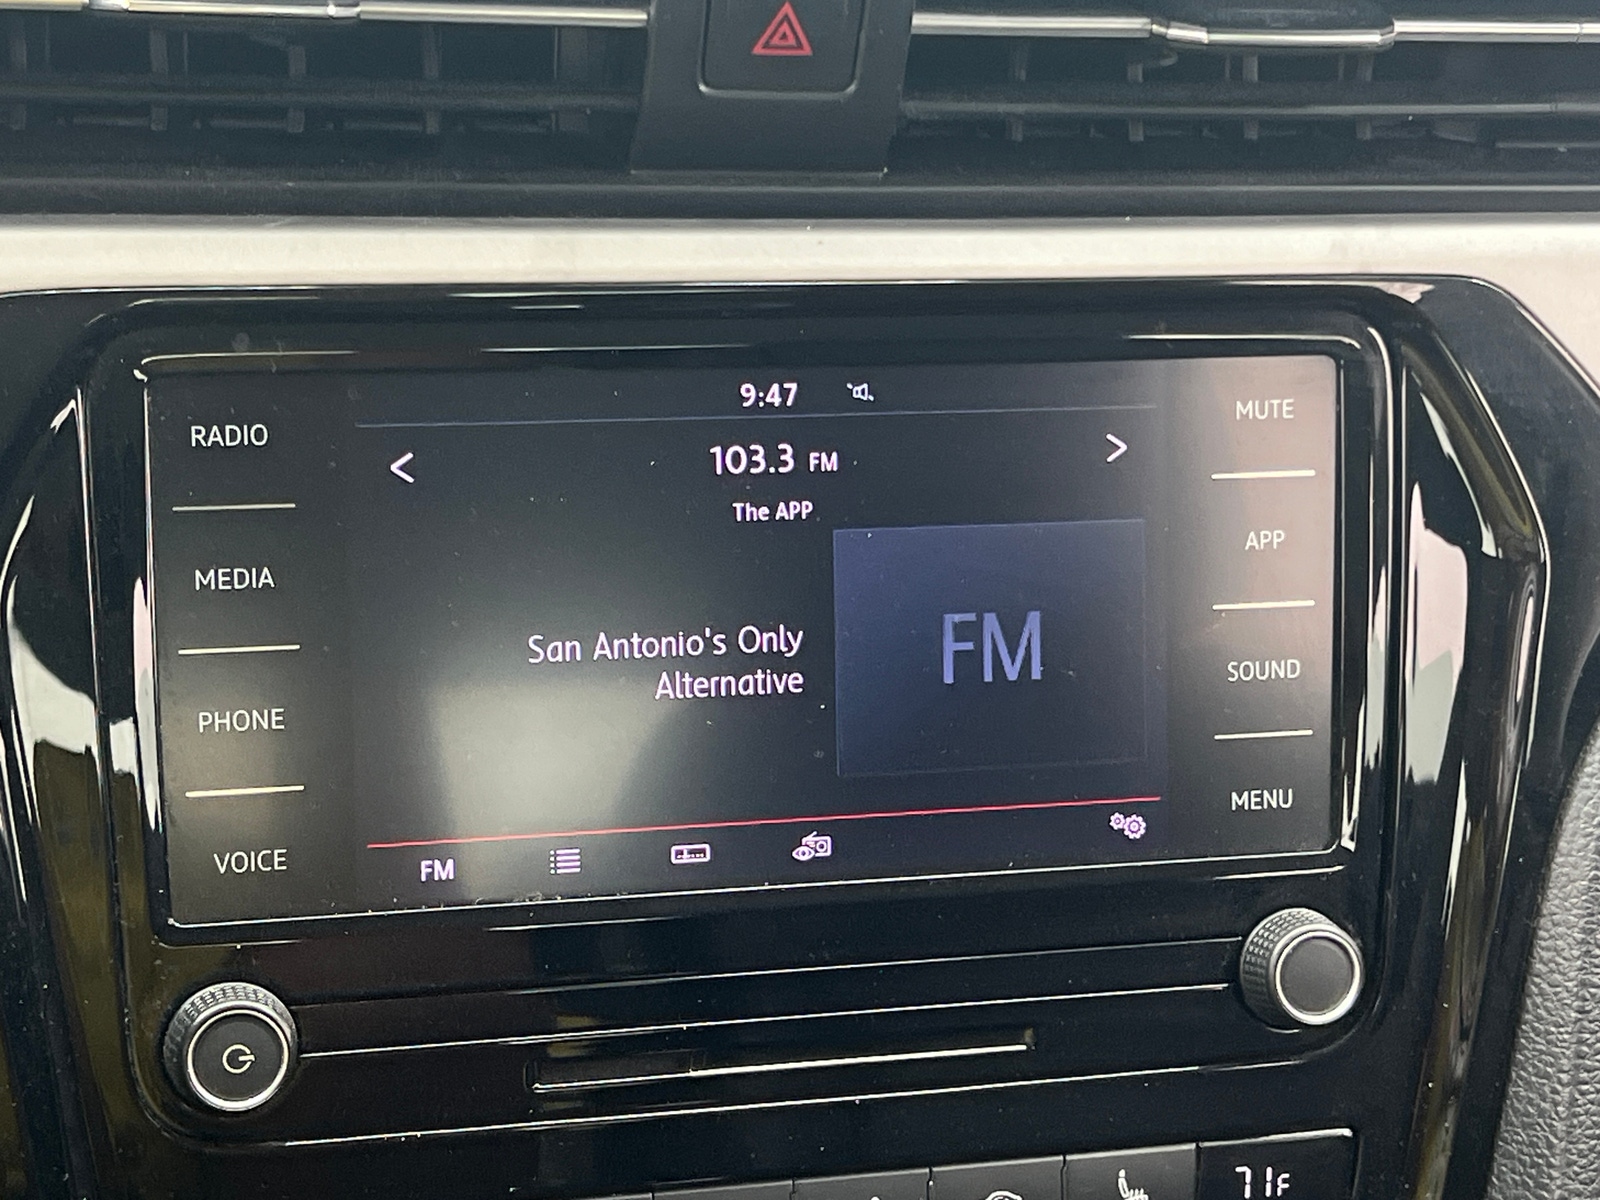 9:47
RADIO
MUTE
103.3 FM
The APP
APP
MEDIA
San Antonio's Only
Alternative
FM
SOUND
PHONE
MENU
VOICE
FM
71F